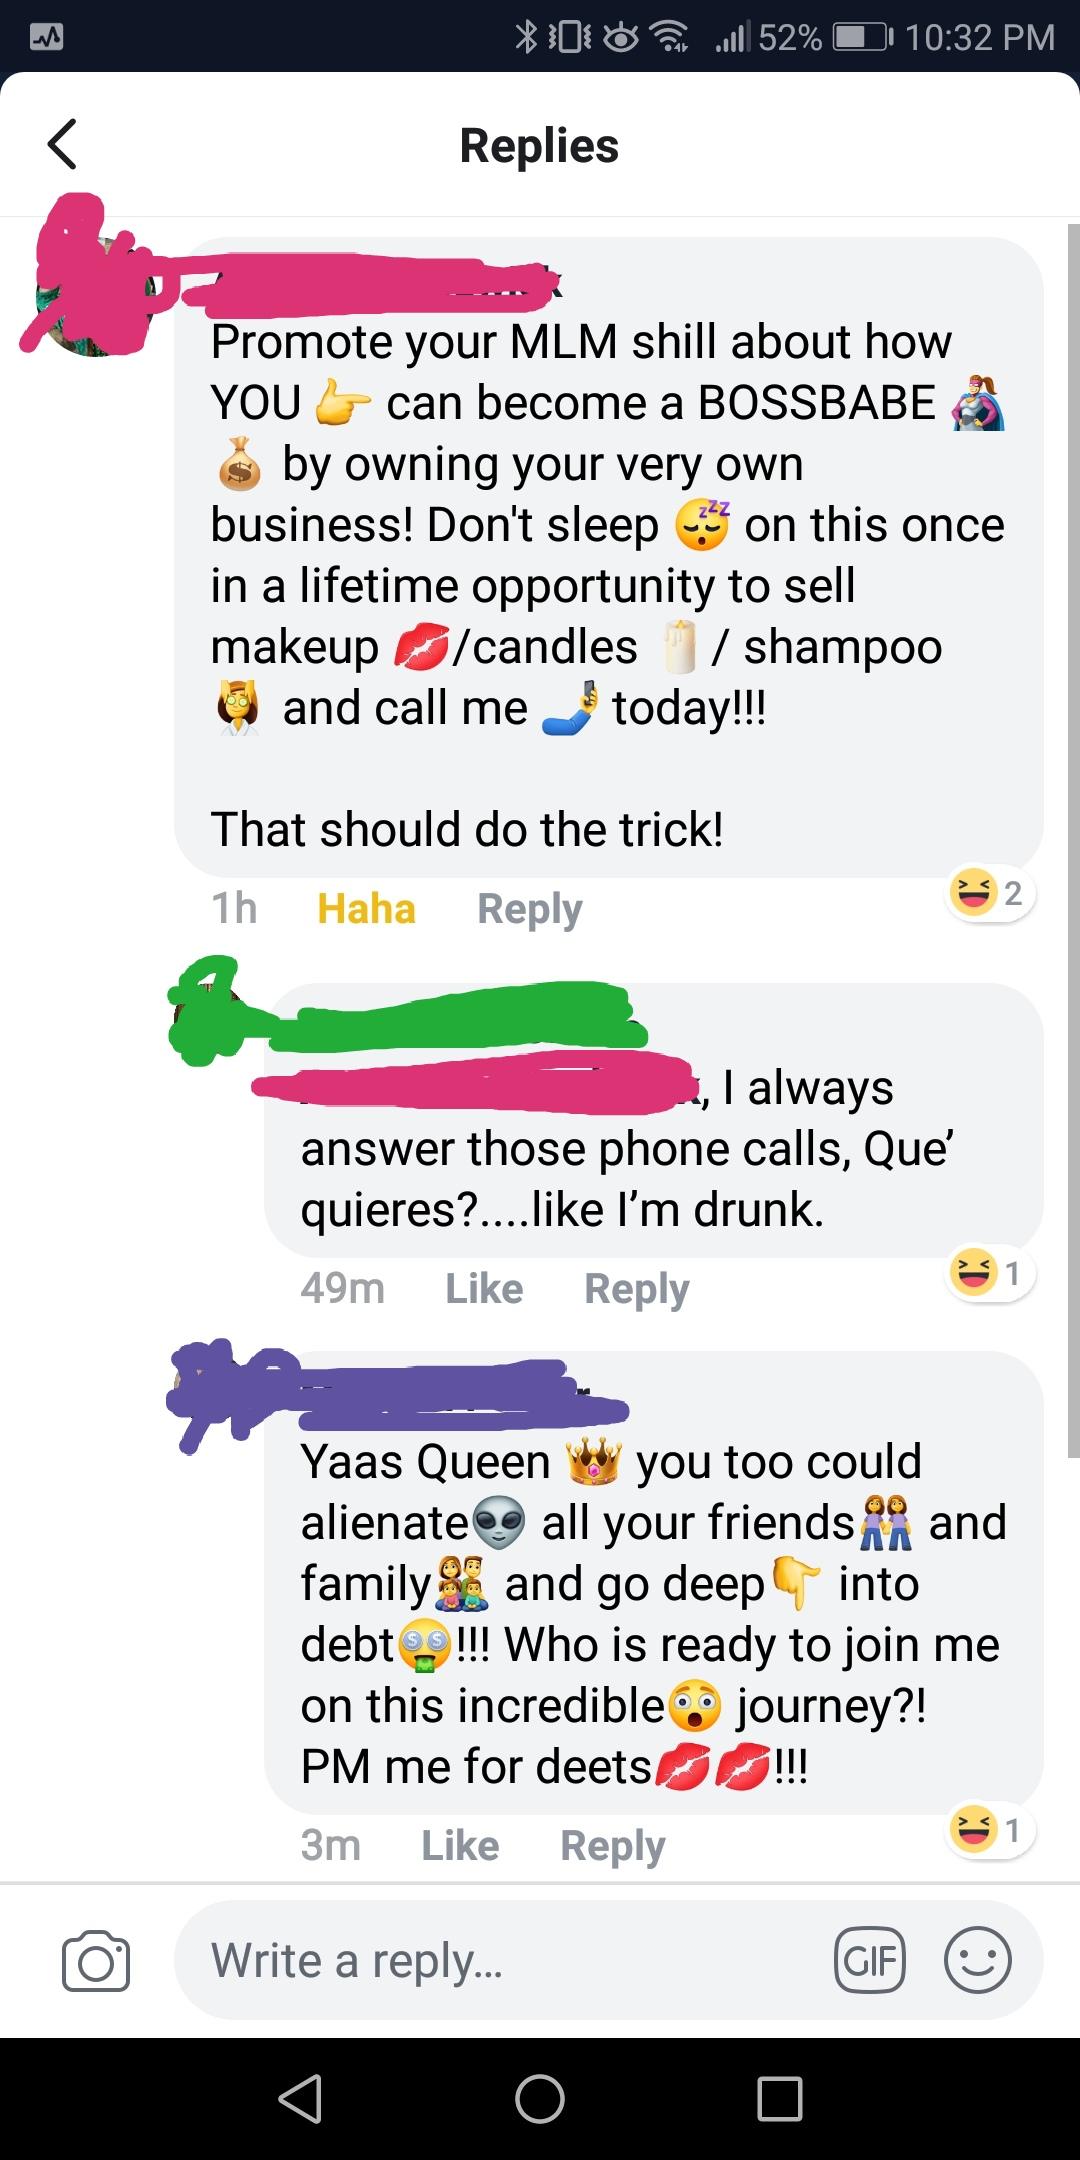 52% 10:32 PM
Replies
Promote your MLM shill about how
YOU 👉 can become a BOSSBABE 🦸‍♀️
💰 by owning your very own
business! Don't sleep 😴 on this once
in a lifetime opportunity to sell
makeup 💋/candles 🕯️ / shampoo
💆‍♀️ and call me 🤳 today!!!
That should do the trick!
1h Haha Reply 😆 2
, I always
answer those phone calls, Que’
quieres?....like I’m drunk.
49m Like Reply 😆 1
Yaas Queen 👑 you too could
alienate👽 all your friends👭 and
family👨‍👩‍👧‍👦 and go deep👇 into
debt🤑!!! Who is ready to join me
on this incredible😳 journey?!
PM me for deets💋💋!!!
3m Like Reply 😆 1
Write a reply... GIF